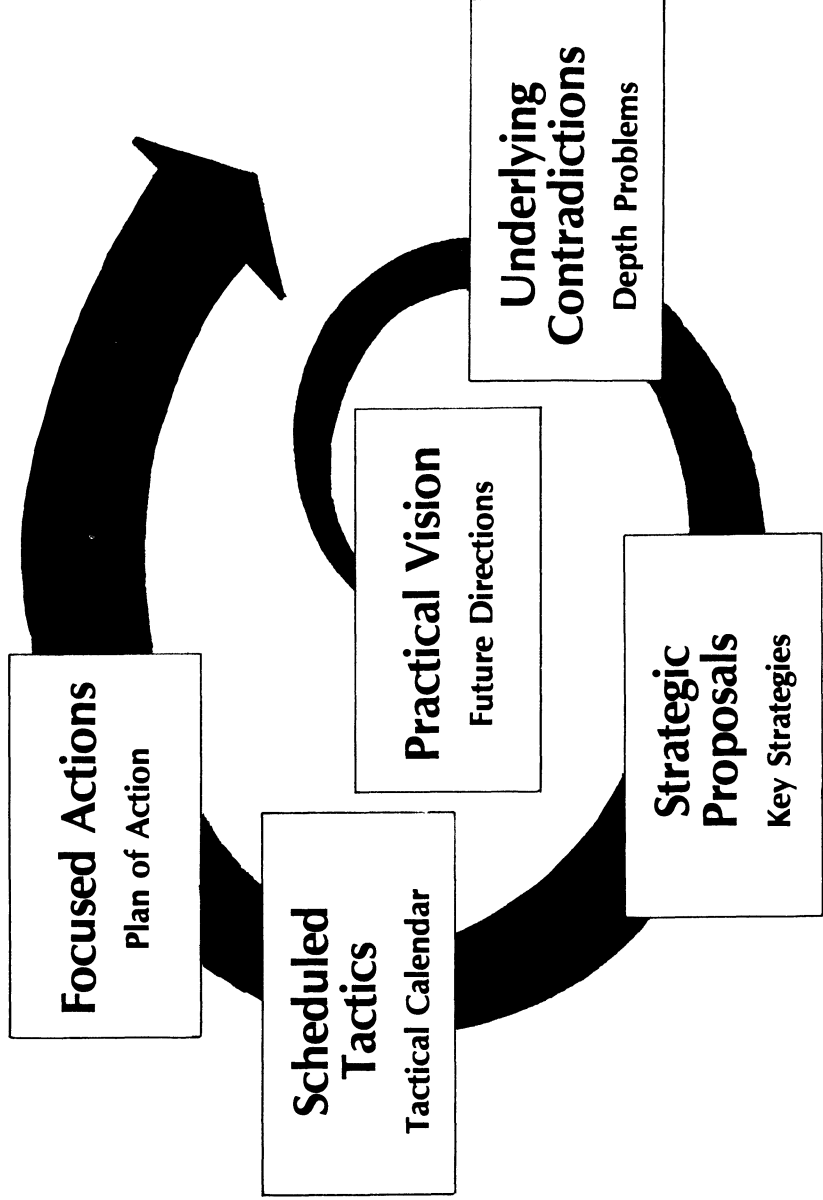 Focused Actions
Plan of Action
Scheduled
Tactics
Tactical Calendar
Practical Vision
Future Directions
Underlying
Contradictions
Depth Problems
Strategic
Proposals
Key Strategies